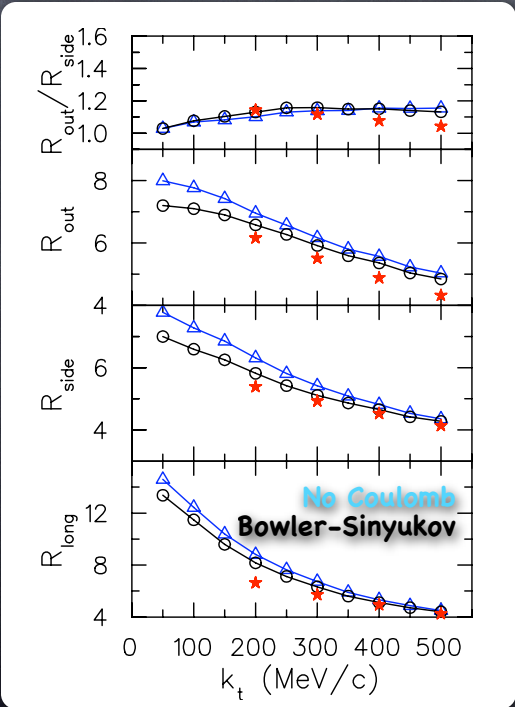 1.6
1.4
1.2
1.0
R_out/R_side
8
6
4
R_out
6
4
R_side
12
8
4
R_long
No Coulomb
Bowler-Sinyukov
0 100 200 300 400 500
k_t (MeV/c)